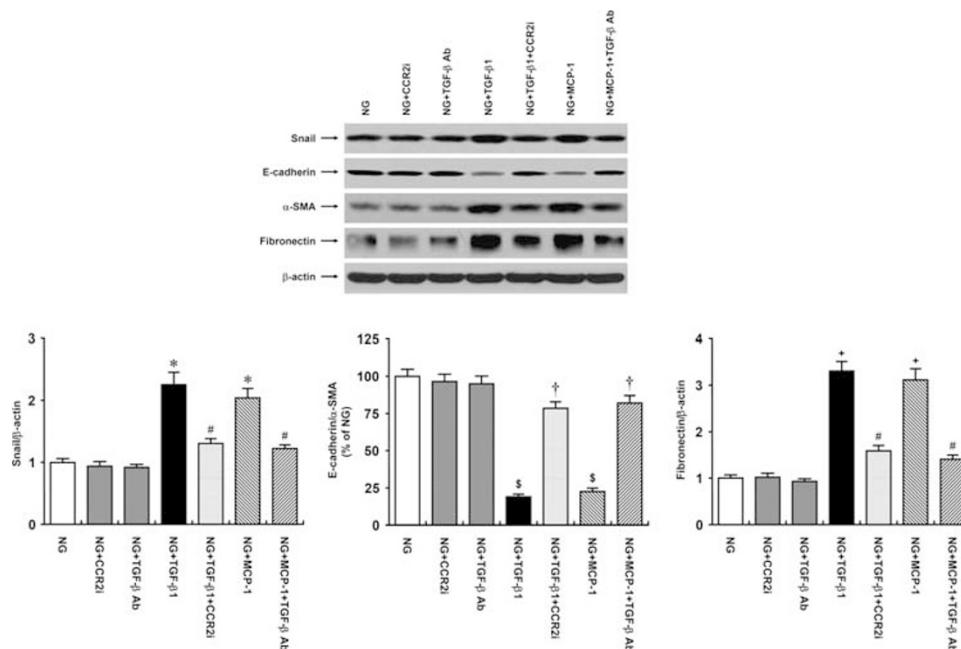 NG
NG+CCR2i
NG+TGF-β Ab
NG+TGF-β1
NG+TGF-β1+CCR2i
NG+MCP-1
NG+MCP-1+TGF-β Ab
Snail
E-cadherin
α-SMA
Fibronectin
β-actin
Snail/β-actin
3
2
1
0
*
#
*
#
NG
NG+CCR2i
NG+TGF-β Ab
NG+TGF-β1
NG+TGF-β1+CCR2i
NG+MCP-1
NG+MCP-1+TGF-β Ab
E-cadherin/α-SMA
(% of NG)
125
100
75
50
25
0
$
†
$
†
NG
NG+CCR2i
NG+TGF-β Ab
NG+TGF-β1
NG+TGF-β1+CCR2i
NG+MCP-1
NG+MCP-1+TGF-β Ab
Fibronectin/β-actin
4
3
2
1
0
+
#
+
#
NG
NG+CCR2i
NG+TGF-β Ab
NG+TGF-β1
NG+TGF-β1+CCR2i
NG+MCP-1
NG+MCP-1+TGF-β Ab